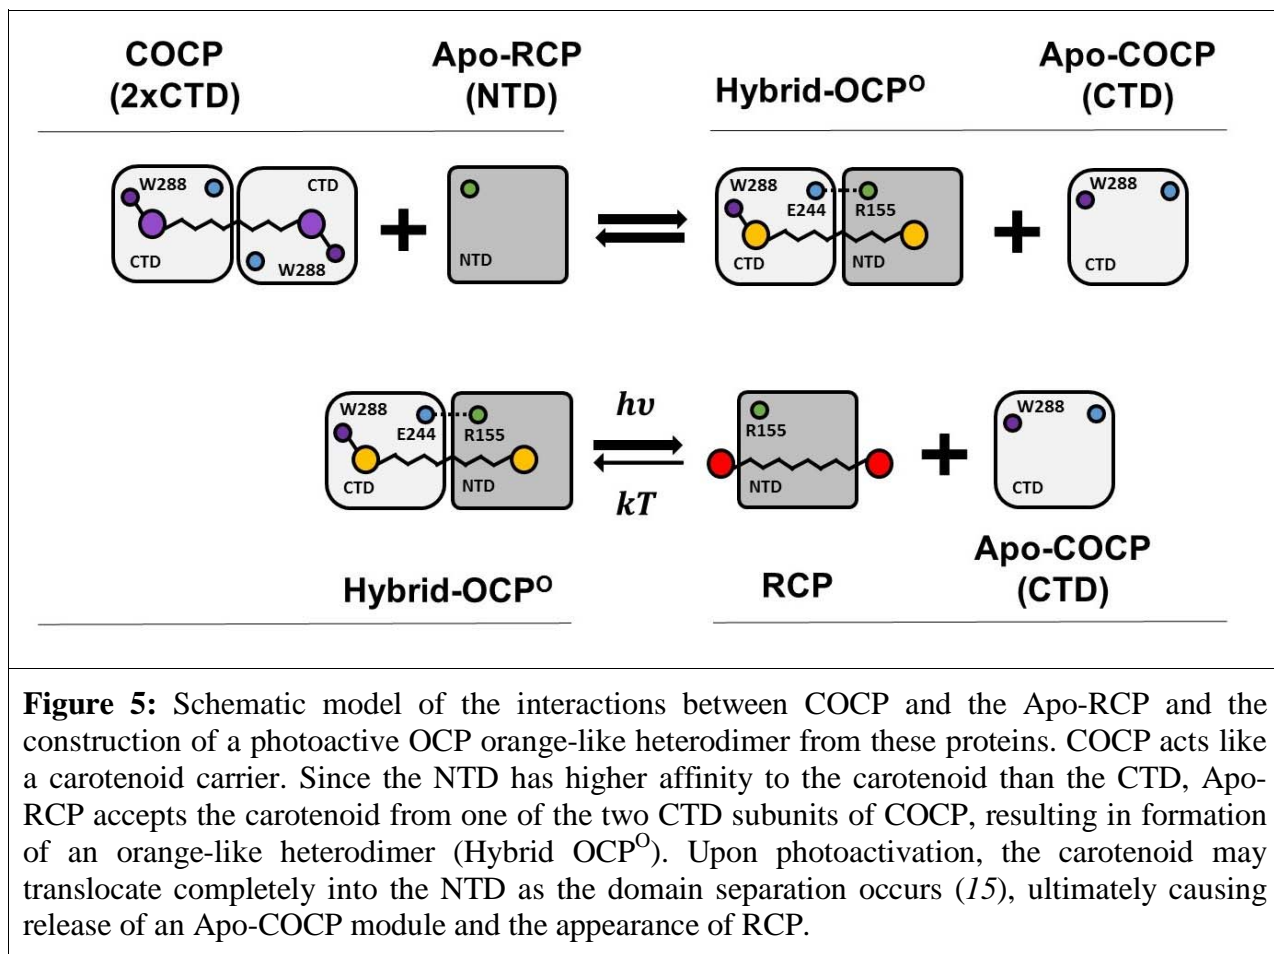 COCP
(2xCTD)
Apo-RCP
(NTD)
Hybrid-OCPᴼ
Apo-COCP
(CTD)
W288
CTD
CTD
W288
+
NTD
W288
E244
R155
CTD
NTD
+
W288
CTD
W288
E244
R155
CTD
NTD
hυ
kT
R155
NTD
+
W288
CTD
Hybrid-OCPᴼ
RCP
Apo-COCP
(CTD)
Figure 5: Schematic model of the interactions between COCP and the Apo-RCP and the
construction of a photoactive OCP orange-like heterodimer from these proteins. COCP acts like
a carotenoid carrier. Since the NTD has higher affinity to the carotenoid than the CTD, Apo-
RCP accepts the carotenoid from one of the two CTD subunits of COCP, resulting in formation
of an orange-like heterodimer (Hybrid OCPᴼ). Upon photoactivation, the carotenoid may
translocate completely into the NTD as the domain separation occurs (15), ultimately causing
release of an Apo-COCP module and the appearance of RCP.